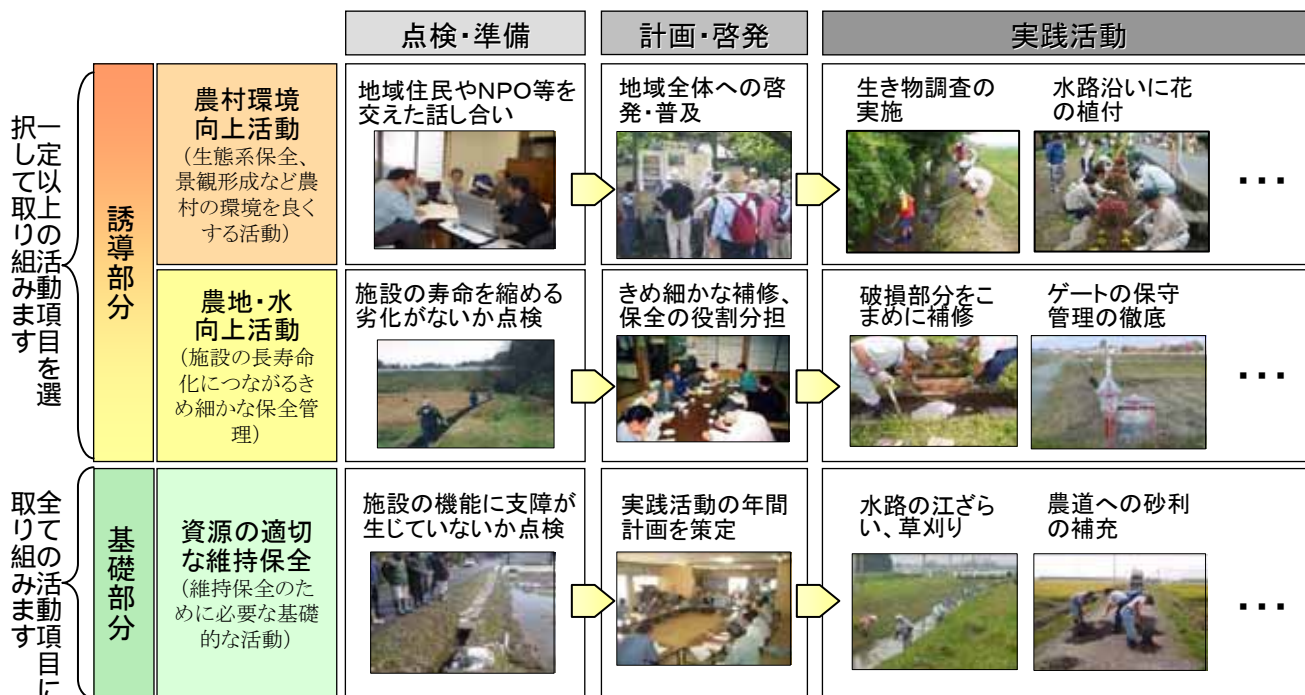 点検・準備
計画・啓発
実践活動
一定以上の活動項目を選
択して取り組みます
誘導部分
農村環境
向上活動
（生態系保全、
景観形成など農
村の環境を良く
する活動）
地域住民やNPO等を
交えた話し合い
地域全体への啓
発・普及
生き物調査の
実施
水路沿いに花
の植付
・・・
農地・水
向上活動
（施設の長寿命
化につながるき
め細かな保全管
理）
施設の寿命を縮める
劣化がないか点検
きめ細かな補修、
保全の役割分担
破損部分をこ
まめに補修
ゲートの保守
管理の徹底
・・・
全ての活動項目に
取り組みます
基礎部分
資源の適切
な維持保全
（維持保全のた
めに必要な基礎
的な活動）
施設の機能に支障が
生じていないか点検
実践活動の年間
計画を策定
水路の江ざら
い、草刈り
農道への砂利
の補充
・・・